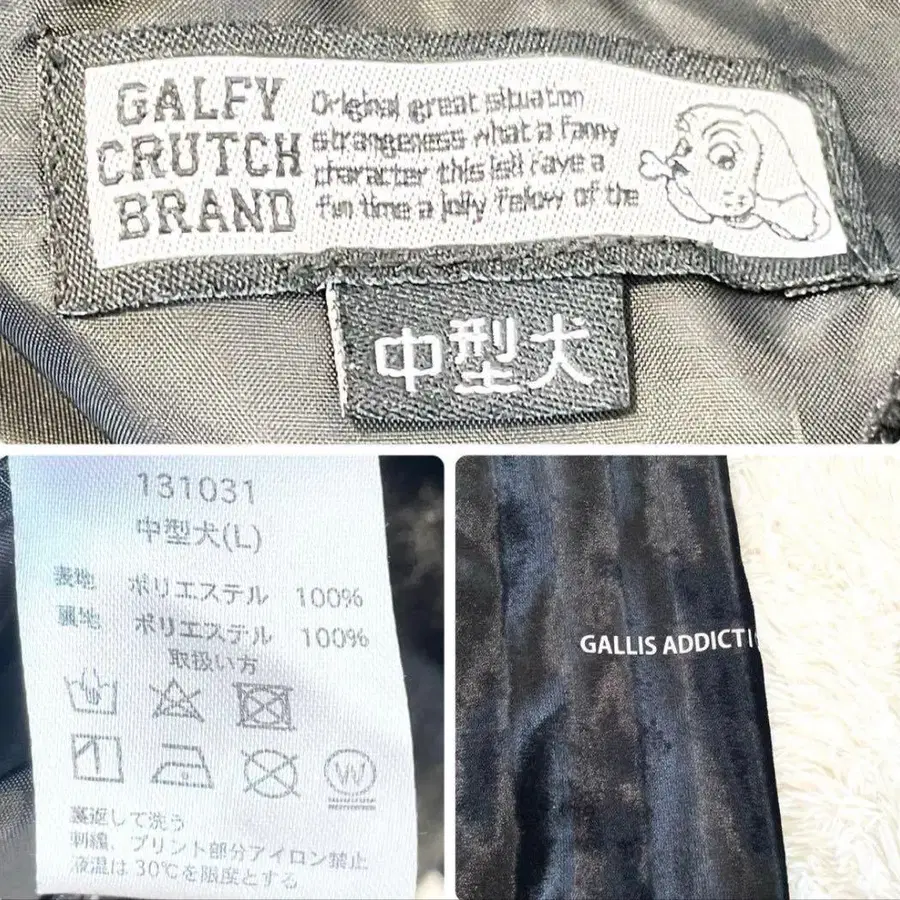 GALFY
CRUTCH
BRAND
Original great situation
strangeness what a fanny
character this isll fave a
fun time a jolly felow of the
中型犬
131031
中型犬(L)
表地 ポリエステル 100%
裏地 ポリエステル 100%
取扱い方
W
裏返して洗う
刺繍、プリント部分アイロン禁止
液温は30℃を限度とする
GALLIS ADDICTI